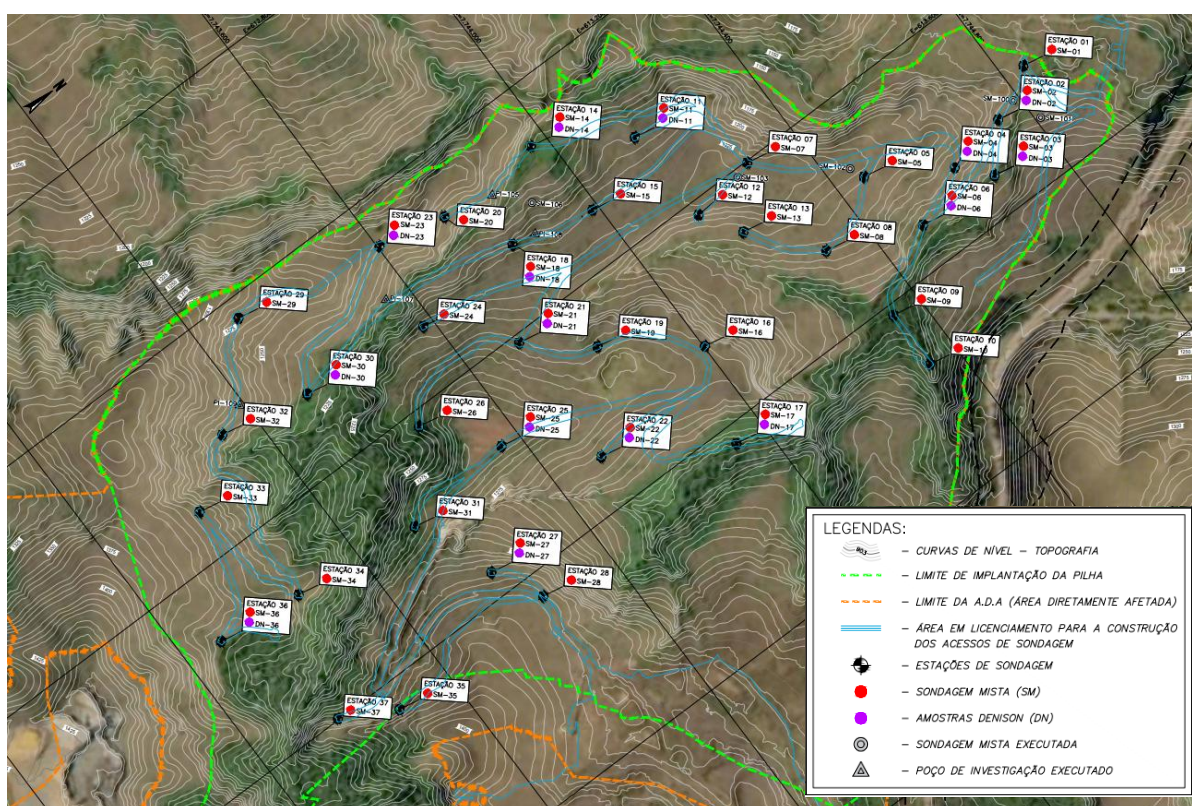 ESTAÇÃO 01
SM-01
ESTAÇÃO 02
SM-02
DN-02
SM-100
SM-101
ESTAÇÃO 03
SM-03
DN-03
ESTAÇÃO 04
SM-04
DN-04
ESTAÇÃO 05
SM-05
SM-102
ESTAÇÃO 06
SM-06
DN-06
ESTAÇÃO 07
SM-07
SM-103
ESTAÇÃO 08
SM-08
ESTAÇÃO 09
SM-09
ESTAÇÃO 10
SM-10
ESTAÇÃO 11
SM-11
DN-11
ESTAÇÃO 12
SM-12
ESTAÇÃO 13
SM-13
ESTAÇÃO 14
SM-14
DN-14
ESTAÇÃO 15
SM-15
SM-106
ESTAÇÃO 16
SM-16
ESTAÇÃO 17
SM-17
DN-17
ESTAÇÃO 18
SM-18
DN-18
ESTAÇÃO 19
SM-19
ESTAÇÃO 20
SM-20
ESTAÇÃO 21
SM-21
DN-21
ESTAÇÃO 22
SM-22
DN-22
ESTAÇÃO 23
SM-23
DN-23
ESTAÇÃO 24
SM-24
ESTAÇÃO 25
SM-25
DN-25
ESTAÇÃO 26
SM-26
ESTAÇÃO 27
SM-27
DN-27
ESTAÇÃO 28
SM-28
ESTAÇÃO 29
SM-29
ESTAÇÃO 30
SM-30
DN-30
ESTAÇÃO 31
SM-31
ESTAÇÃO 32
SM-32
ESTAÇÃO 33
SM-33
ESTAÇÃO 34
SM-34
ESTAÇÃO 35
SM-35
ESTAÇÃO 36
SM-36
DN-36
ESTAÇÃO 37
SM-37
LEGENDAS:
903
– CURVAS DE NÍVEL – TOPOGRAFIA
– LIMITE DE IMPLANTAÇÃO DA PILHA
– LIMITE DA A.D.A (ÁREA DIRETAMENTE AFETADA)
– ÁREA EM LICENCIAMENTO PARA A CONSTRUÇÃO
DOS ACESSOS DE SONDAGEM
– ESTAÇÕES DE SONDAGEM
– SONDAGEM MISTA (SM)
– AMOSTRAS DENISON (DN)
– SONDAGEM MISTA EXECUTADA
– POÇO DE INVESTIGAÇÃO EXECUTADO